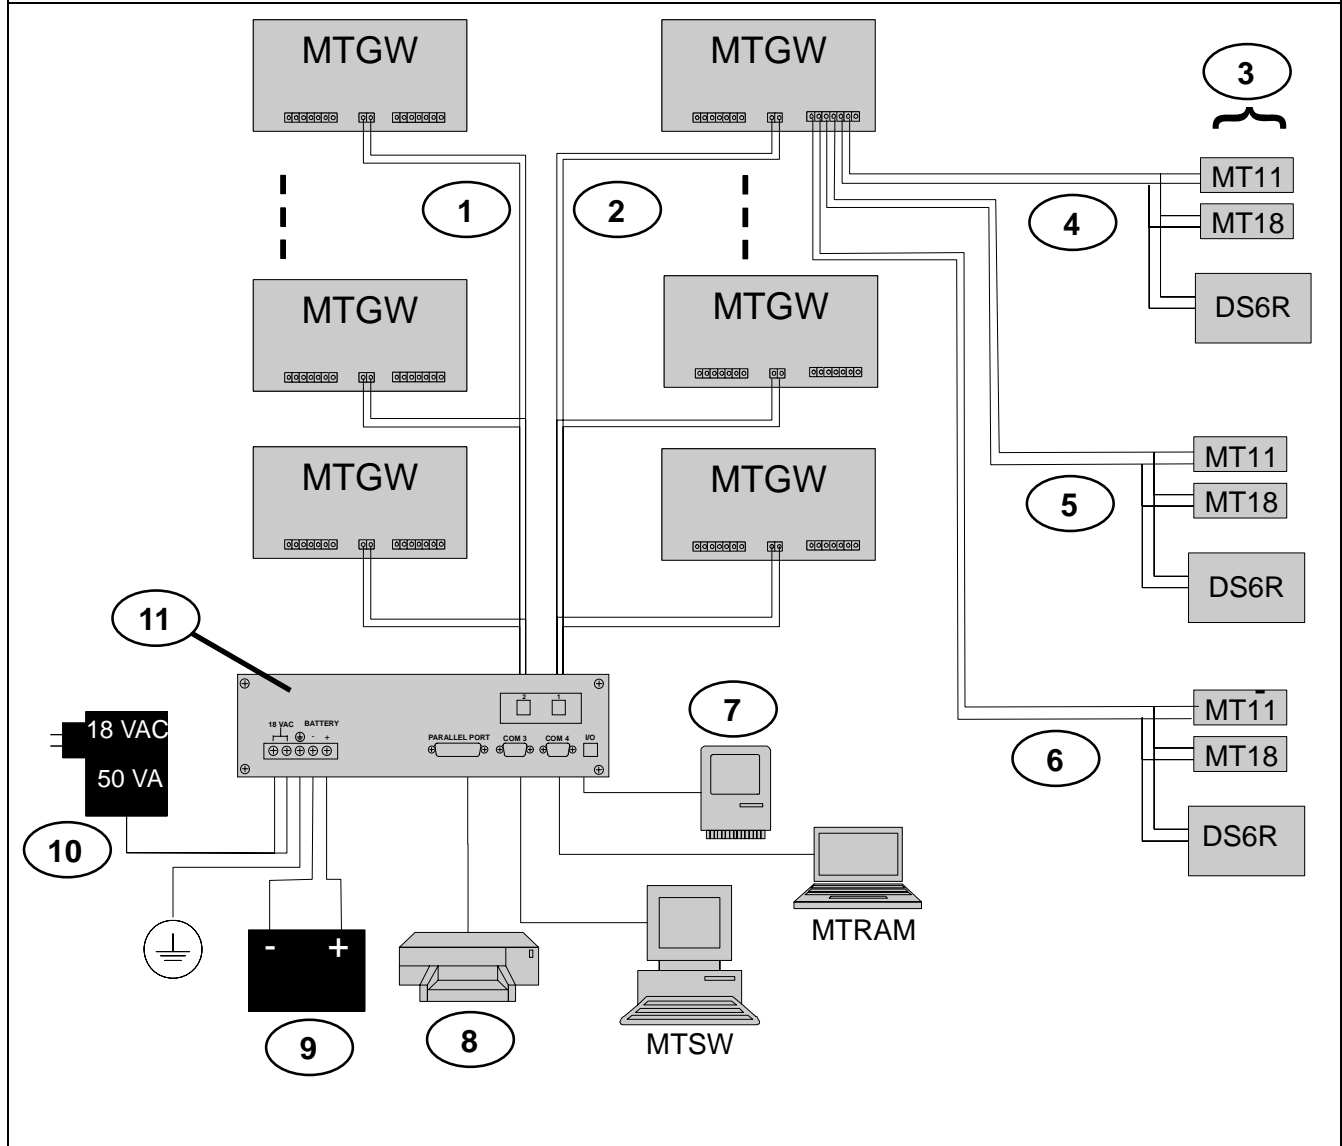 MTGW
MTGW
3
1
2
MT11
MT18
4
DS6R
MTGW
MTGW
MTGW
MTGW
MT11
MT18
5
DS6R
11
2 1
18 VAC BATTERY
- +
PARALLEL PORT COM 3 COM 4 I/O
7
MT11
MT18
6
DS6R
18 VAC
50 VA
10
MTRAM
- +
9
8
MTSW